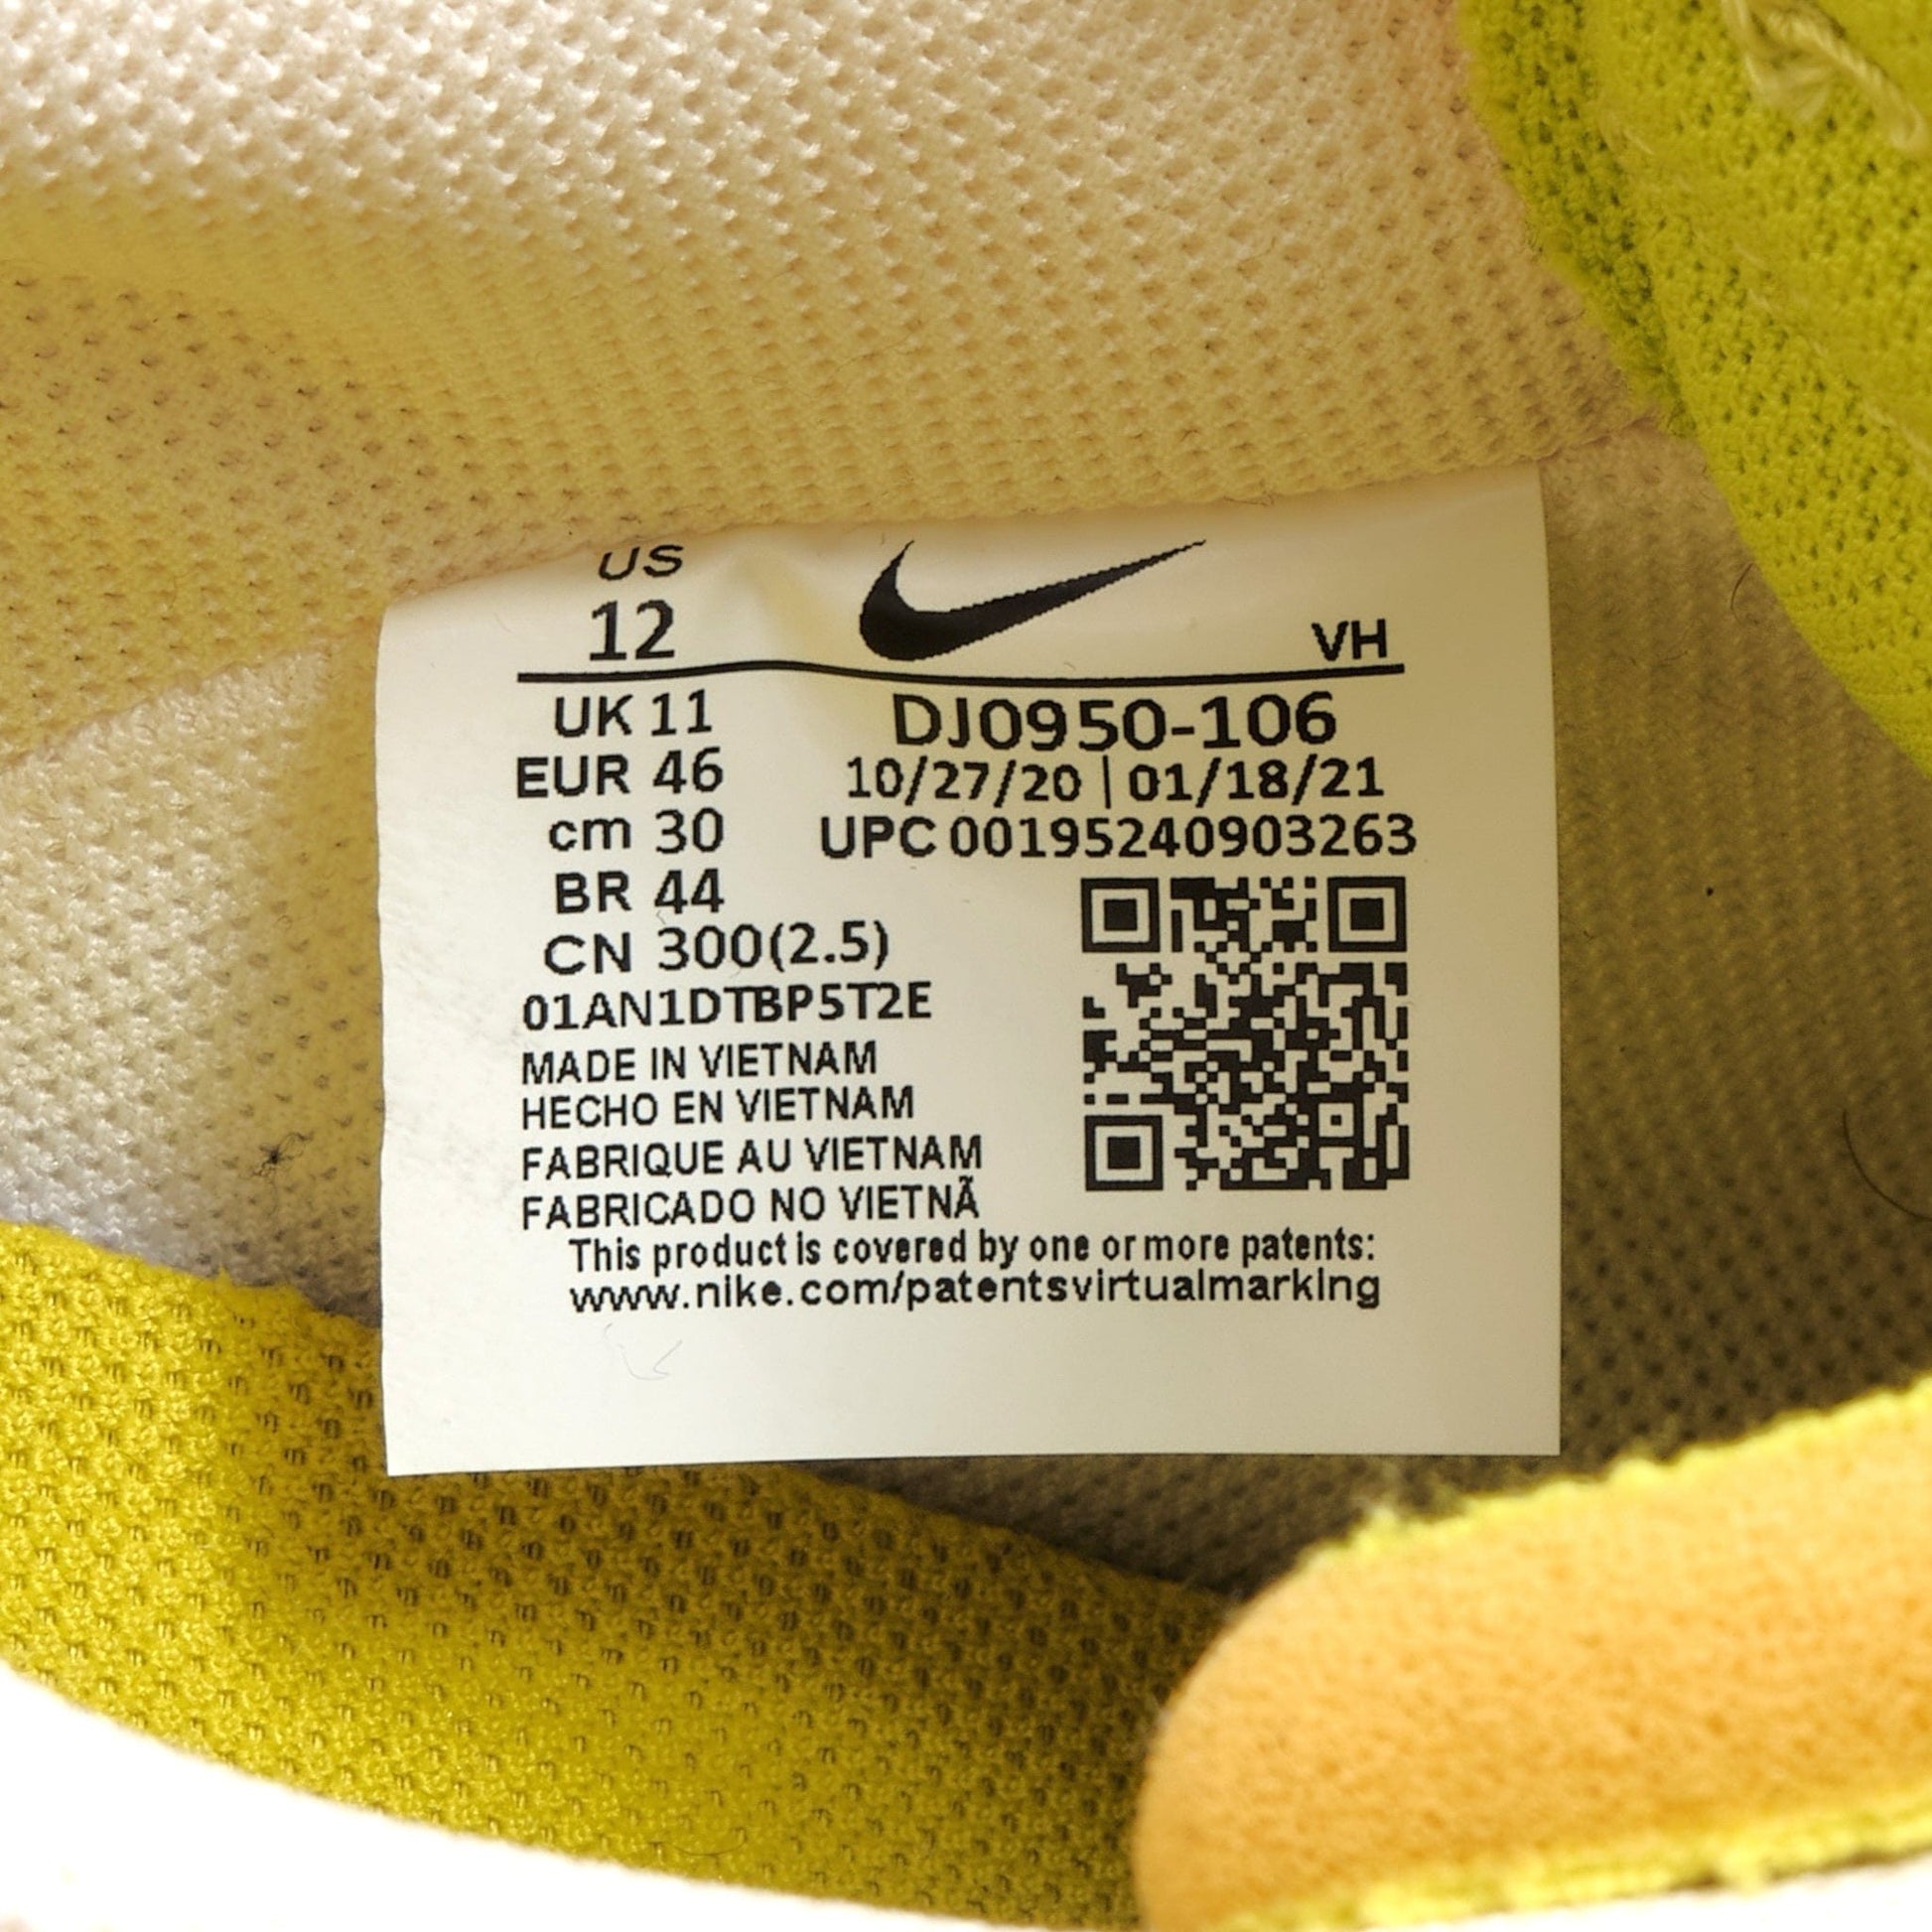 US
12
VH
UK 11
DJ0950-106
EUR 46
10/27/20 | 01/18/21
cm 30
UPC 00195240903263
BR 44
CN 300(2.5)
01AN1DTBP5T2E
MADE IN VIETNAM
HECHO EN VIETNAM
FABRIQUE AU VIETNAM
FABRICADO NO VIETNÃ
This product is covered by one or more patents:
www.nike.com/patentsvirtualmarking